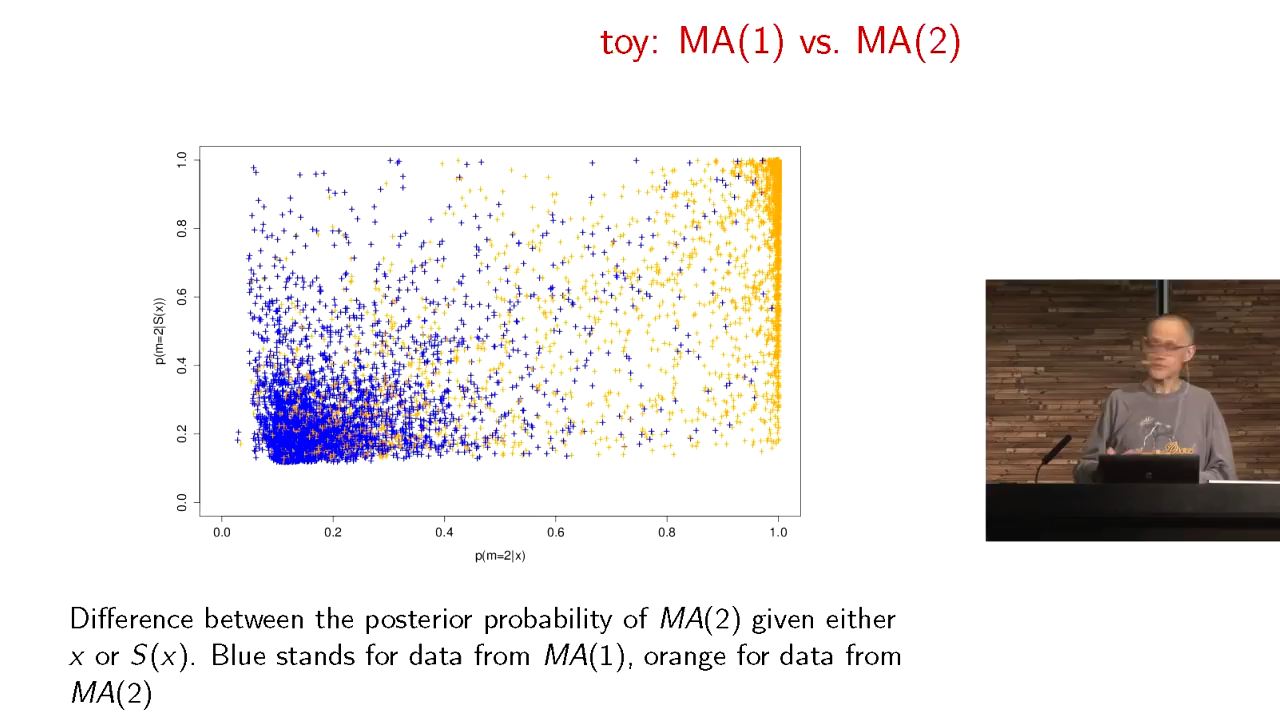 toy: MA(1) vs. MA(2)
1.0
0.8
0.6
0.4
0.2
0.0
p(m=2|S(x))
0.0 0.2 0.4 0.6 0.8 1.0
p(m=2|x)
Difference between the posterior probability of MA(2) given either
x or S(x). Blue stands for data from MA(1), orange for data from
MA(2)